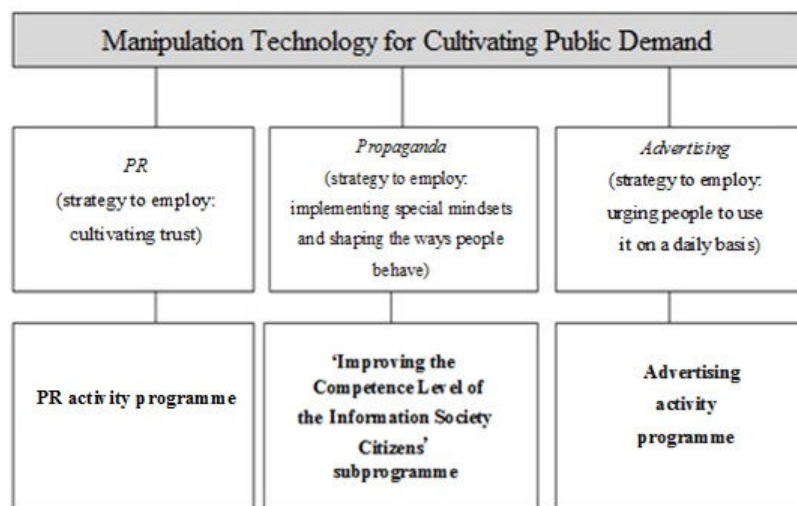 Manipulation Technology for Cultivating Public Demand
PR
(strategy to employ:
cultivating trust)
Propaganda
(strategy to employ:
implementing special mindsets
and shaping the ways people
behave)
Advertising
(strategy to employ:
urging people to use
it on a daily basis)
PR activity programme
‘Improving the
Competence Level of
the Information Society
Citizens’
subprogramme
Advertising
activity
programme